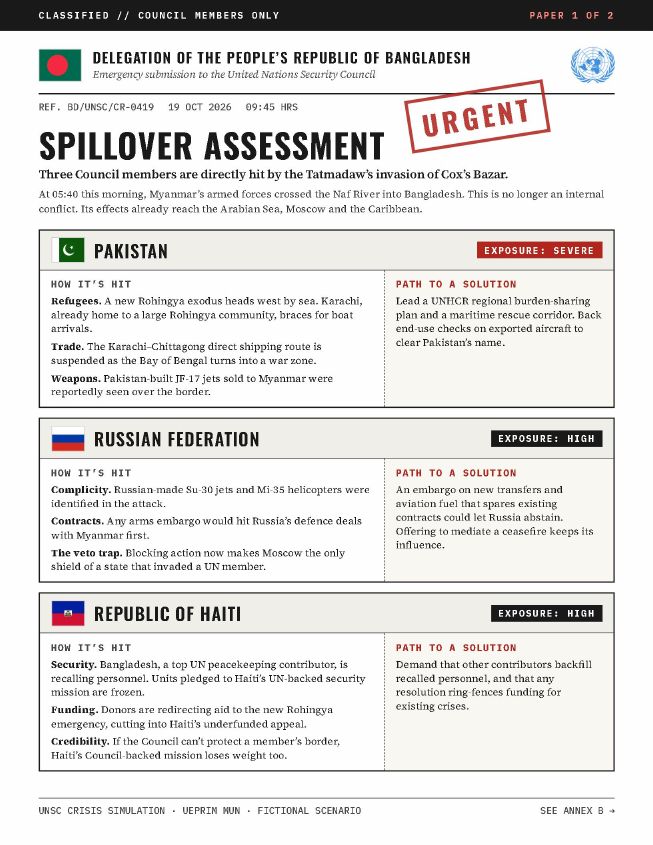 CLASSIFIED // COUNCIL MEMBERS ONLY
PAPER 1 OF 2
DELEGATION OF THE PEOPLE'S REPUBLIC OF BANGLADESH
Emergency submission to the United Nations Security Council
REF. BD/UNSC/CR-0419 19 OCT 2026 09:45 HRS
URGENT
SPILLOVER ASSESSMENT
Three Council members are directly hit by the Tatmadaw's invasion of Cox's Bazar.
At 05:40 this morning, Myanmar's armed forces crossed the Naf River into Bangladesh. This is no longer an internal
conflict. Its effects already reach the Arabian Sea, Moscow and the Caribbean.
PAKISTAN
EXPOSURE: SEVERE
HOW IT'S HIT
Refugees. A new Rohingya exodus heads west by sea. Karachi,
already home to a large Rohingya community, braces for boat
arrivals.
Trade. The Karachi–Chittagong direct shipping route is
suspended as the Bay of Bengal turns into a war zone.
Weapons. Pakistan-built JF-17 jets sold to Myanmar were
reportedly seen over the border.
PATH TO A SOLUTION
Lead a UNHCR regional burden-sharing
plan and a maritime rescue corridor. Back
end-use checks on exported aircraft to
clear Pakistan's name.
RUSSIAN FEDERATION
EXPOSURE: HIGH
HOW IT'S HIT
Complicity. Russian-made Su-30 jets and Mi-35 helicopters were
identified in the attack.
Contracts. Any arms embargo would hit Russia's defence deals
with Myanmar first.
The veto trap. Blocking action now makes Moscow the only
shield of a state that invaded a UN member.
PATH TO A SOLUTION
An embargo on new transfers and
aviation fuel that spares existing
contracts could let Russia abstain.
Offering to mediate a ceasefire keeps its
influence.
REPUBLIC OF HAITI
EXPOSURE: HIGH
HOW IT'S HIT
Security. Bangladesh, a top UN peacekeeping contributor, is
recalling personnel. Units pledged to Haiti's UN-backed security
mission are frozen.
Funding. Donors are redirecting aid to the new Rohingya
emergency, cutting into Haiti's underfunded appeal.
Credibility. If the Council can't protect a member's border,
Haiti's Council-backed mission loses weight too.
PATH TO A SOLUTION
Demand that other contributors backfill
recalled personnel, and that any
resolution ring-fences funding for
existing crises.
UNSC CRISIS SIMULATION · UEPRIM MUN · FICTIONAL SCENARIO
SEE ANNEX B →